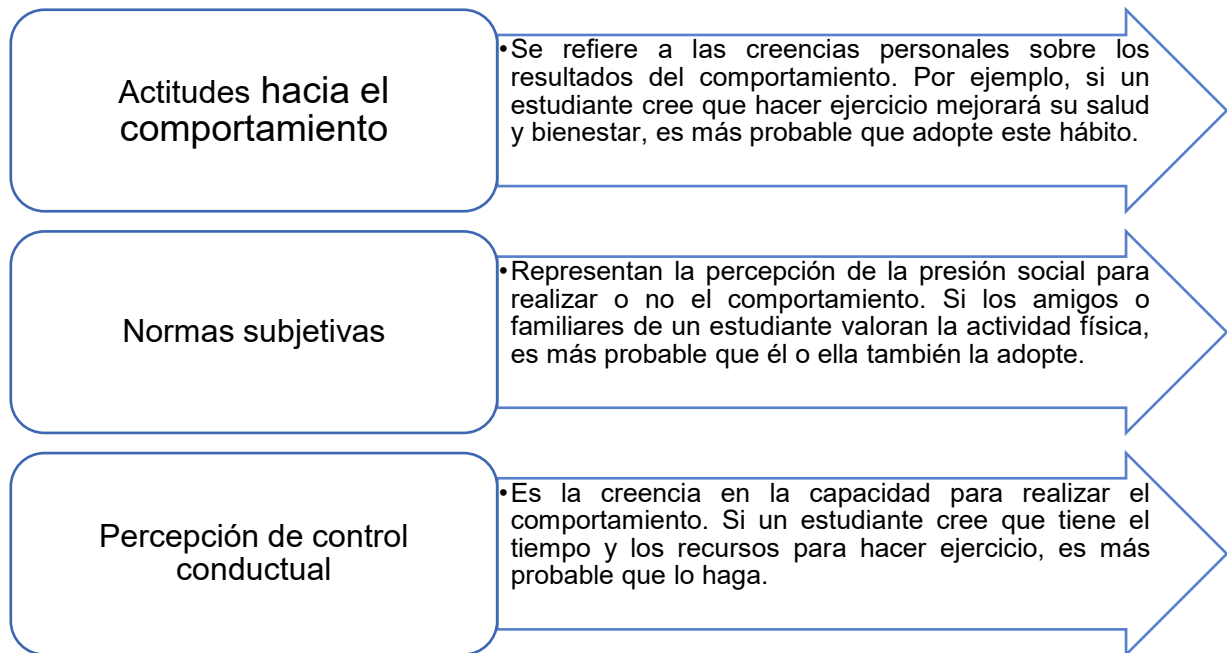 Actitudes hacia el
comportamiento
•Se refiere a las creencias personales sobre los
resultados del comportamiento. Por ejemplo, si un
estudiante cree que hacer ejercicio mejorará su salud
y bienestar, es más probable que adopte este hábito.
Normas subjetivas
•Representan la percepción de la presión social para
realizar o no el comportamiento. Si los amigos o
familiares de un estudiante valoran la actividad física,
es más probable que él o ella también la adopte.
Percepción de control
conductual
•Es la creencia en la capacidad para realizar el
comportamiento. Si un estudiante cree que tiene el
tiempo y los recursos para hacer ejercicio, es más
probable que lo haga.